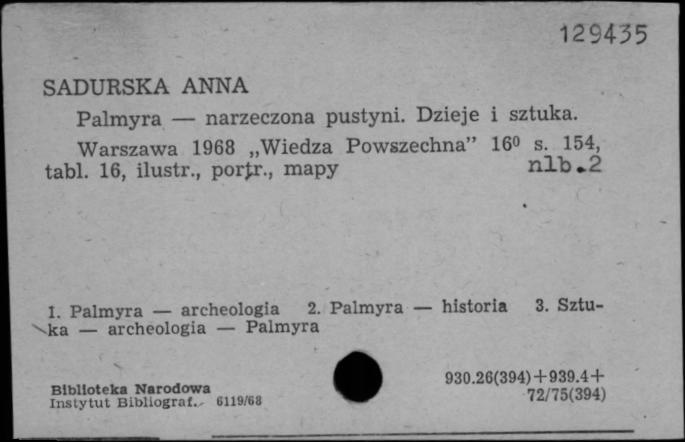 129435
SADURSKA ANNA
Palmyra — narzeczona pustyni. Dzieje i sztuka.
Warszawa 1968 „Wiedza Powszechna” 16⁰ s. 154,
tabl. 16, ilustr., portr., mapy nlb.2
1. Palmyra — archeologia 2. Palmyra — historia 3. Sztu-
ka — archeologia — Palmyra
930.26(394)+939.4+
72/75(394)
Biblioteka Narodowa
Instytut Bibliograf. 6119/68